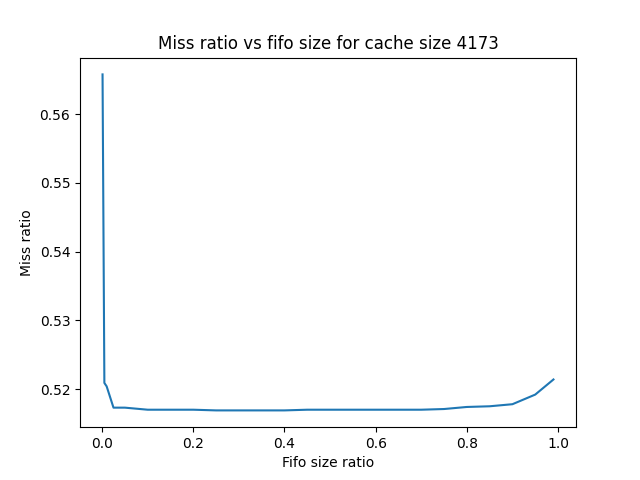 Miss ratio vs fifo size for cache size 4173
Miss ratio
0.56
0.55
0.54
0.53
0.52
0.0 0.2 0.4 0.6 0.8 1.0
Fifo size ratio